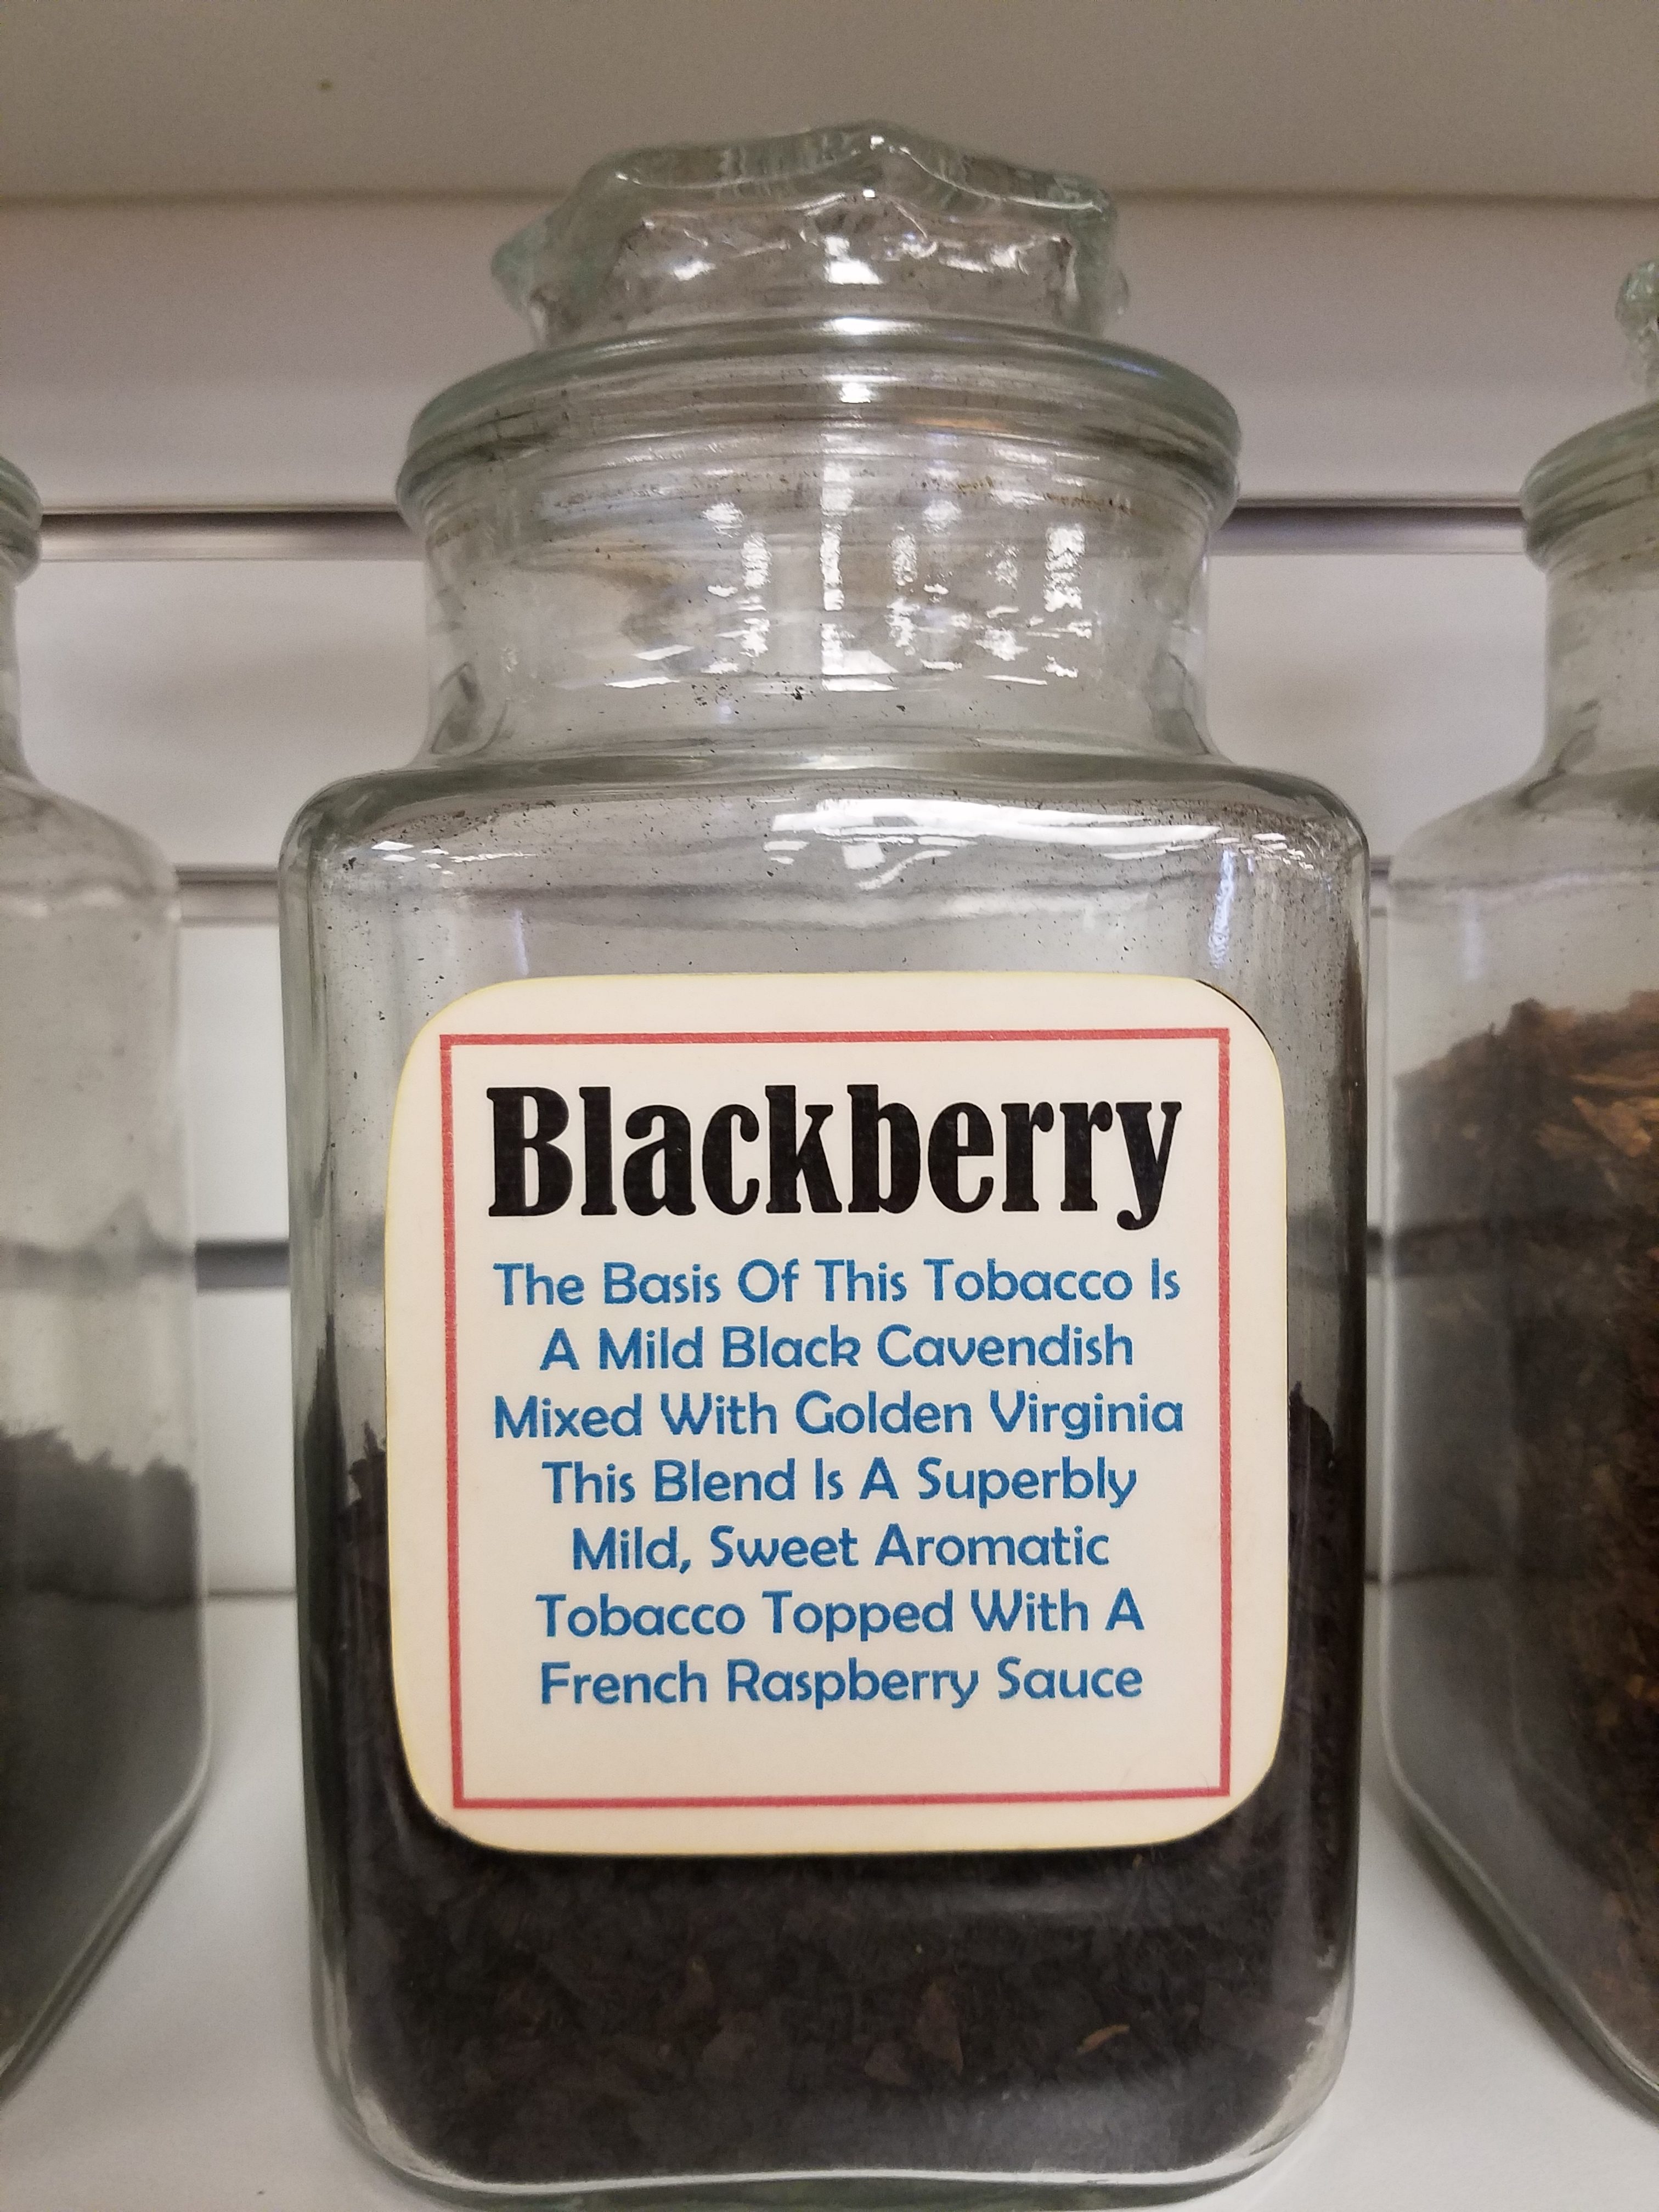 Blackberry
The Basis Of This Tobacco Is
A Mild Black Cavendish
Mixed With Golden Virginia
This Blend Is A Superbly
Mild, Sweet Aromatic
Tobacco Topped With A
French Raspberry Sauce